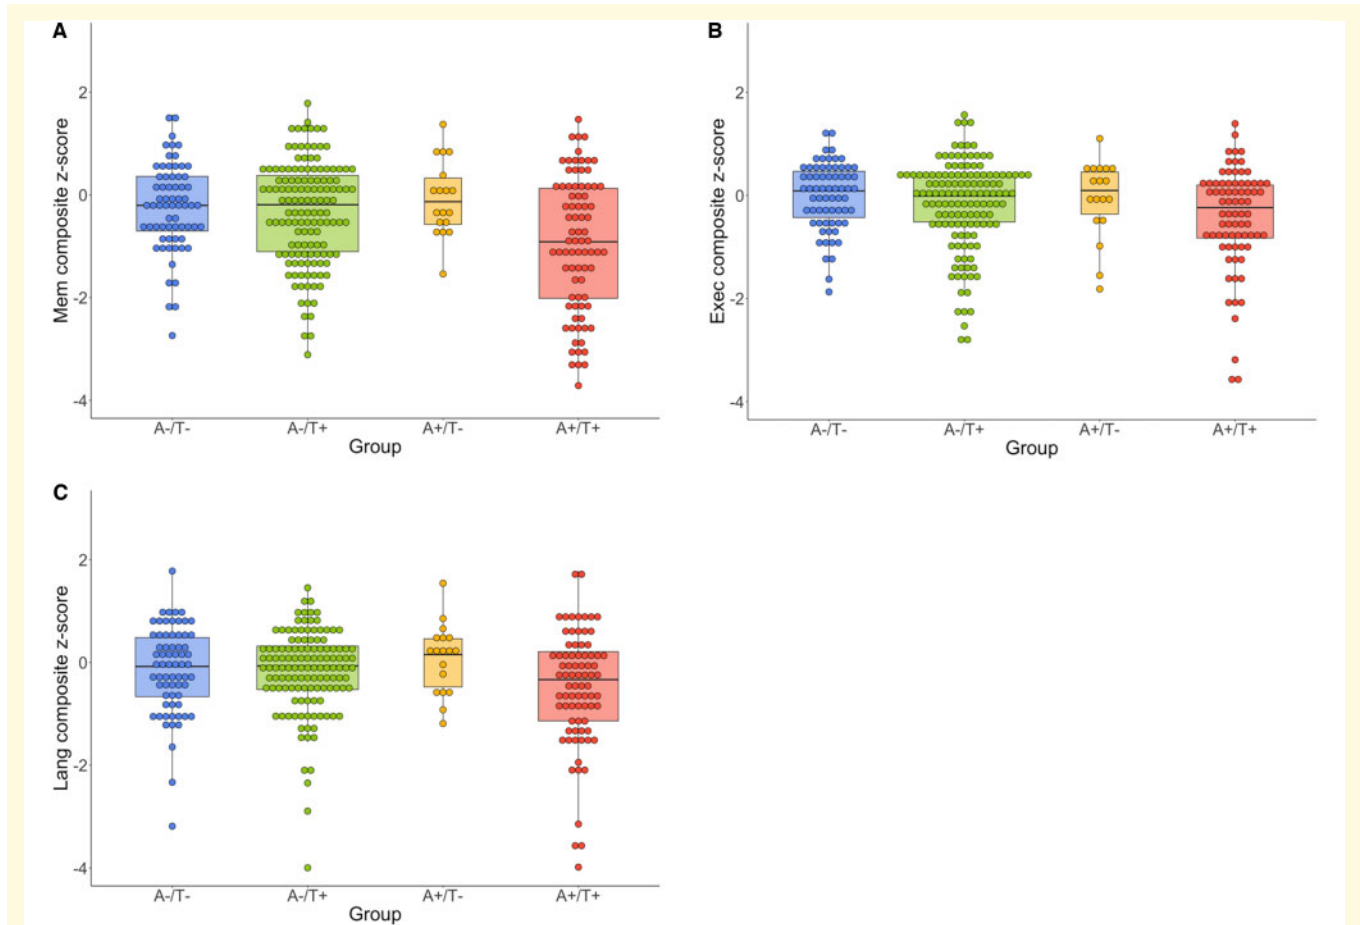 A
Mem composite z-score
2
0
-2
-4
A-/T-
A-/T+
A+/T-
A+/T+
Group
B
Exec composite z-score
2
0
-2
-4
A-/T-
A-/T+
A+/T-
A+/T+
Group
C
Lang composite z-score
2
0
-2
-4
A-/T-
A-/T+
A+/T-
A+/T+
Group